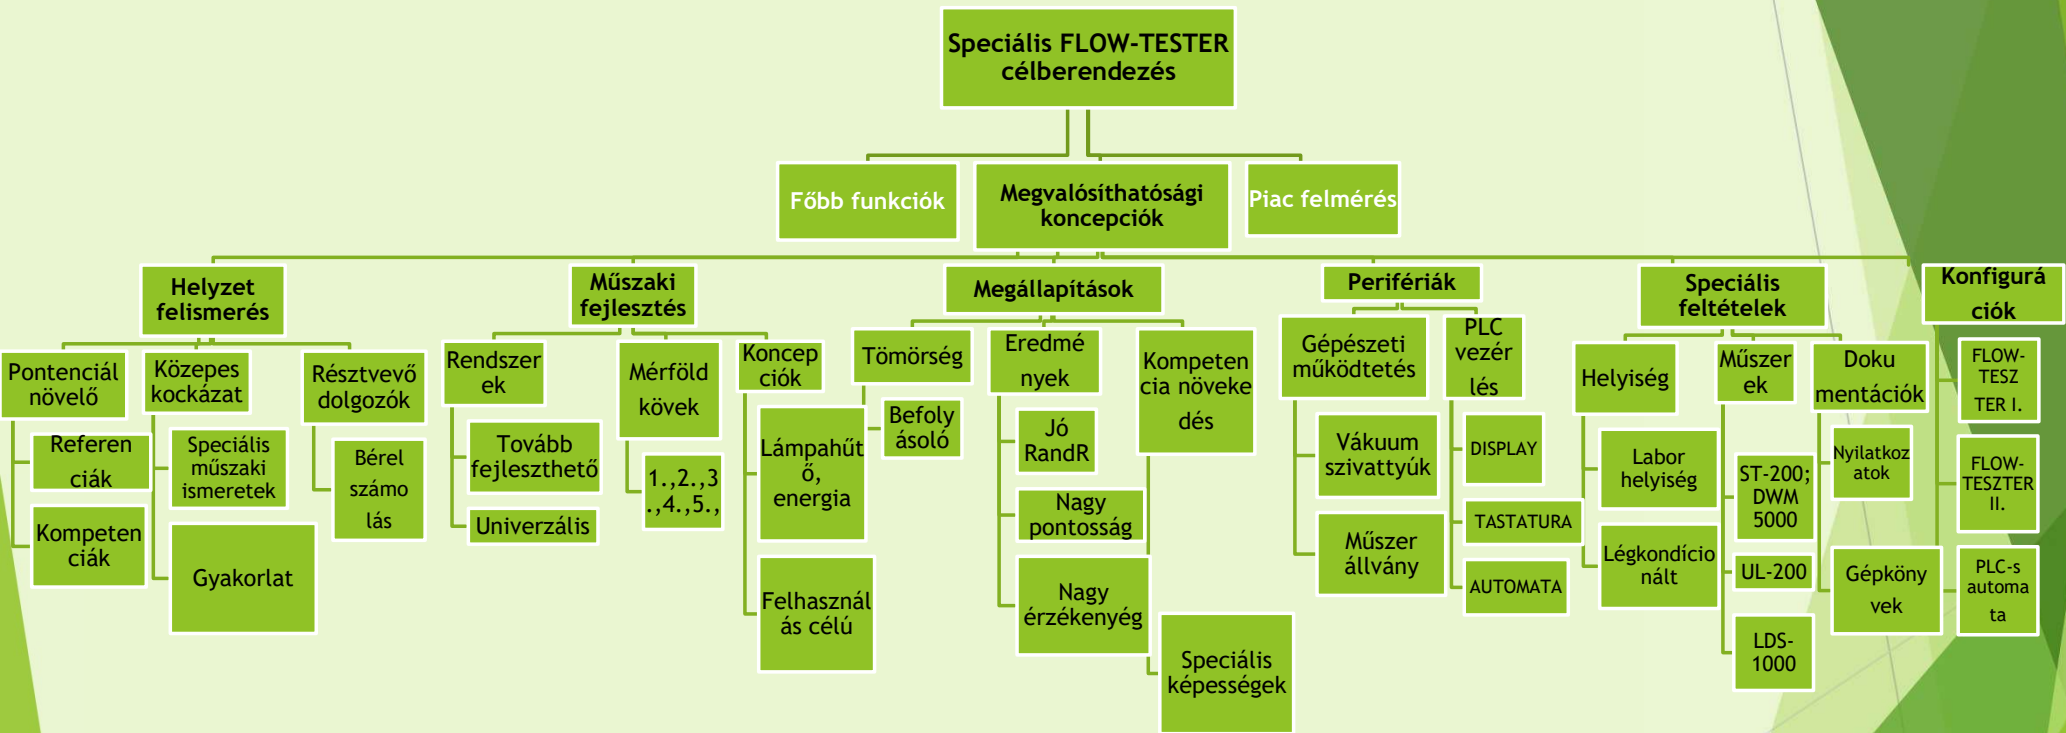 Speciális FLOW-TESTER
célberendezés
Főbb funkciók
Megvalósíthatósági
koncepciók
Piac felmérés
Helyzet
felismerés
Műszaki
fejlesztés
Megállapítások
Perifériák
Speciális
feltételek
Konfigurá
ciók
Pontenciál
növelő
Referen
ciák
Kompeten
ciák
Közepes
kockázat
Speciális
műszaki
ismeretek
Gyakorlat
Résztvevő
dolgozók
Bérel
számo
lás
Rendszer
ek
Tovább
fejleszthető
Univerzális
Mérföld
kövek
1.,2.,3
.,4.,5.,
Koncep
ciók
Lámpahűt
ő,
energia
Felhasznál
ás célú
Tömörség
Befoly
ásoló
Eredmé
nyek
Jó
RandR
Nagy
pontosság
Nagy
érzékenyég
Kompeten
cia növeke
dés
Speciális
képességek
Gépészeti
működtetés
Vákuum
szivattyúk
Műszer
állvány
PLC
vezér
lés
DISPLAY
TASTATURA
AUTOMATA
Helyiség
Labor
helyiség
Légkondício
nált
Műszer
ek
ST-200;
DWM
5000
UL-200
LDS-
1000
Doku
mentációk
Nyilatkoz
atok
Gépköny
vek
FLOW-
TESZ
TER I.
FLOW-
TESZTER
II.
PLC-s
automa
ta